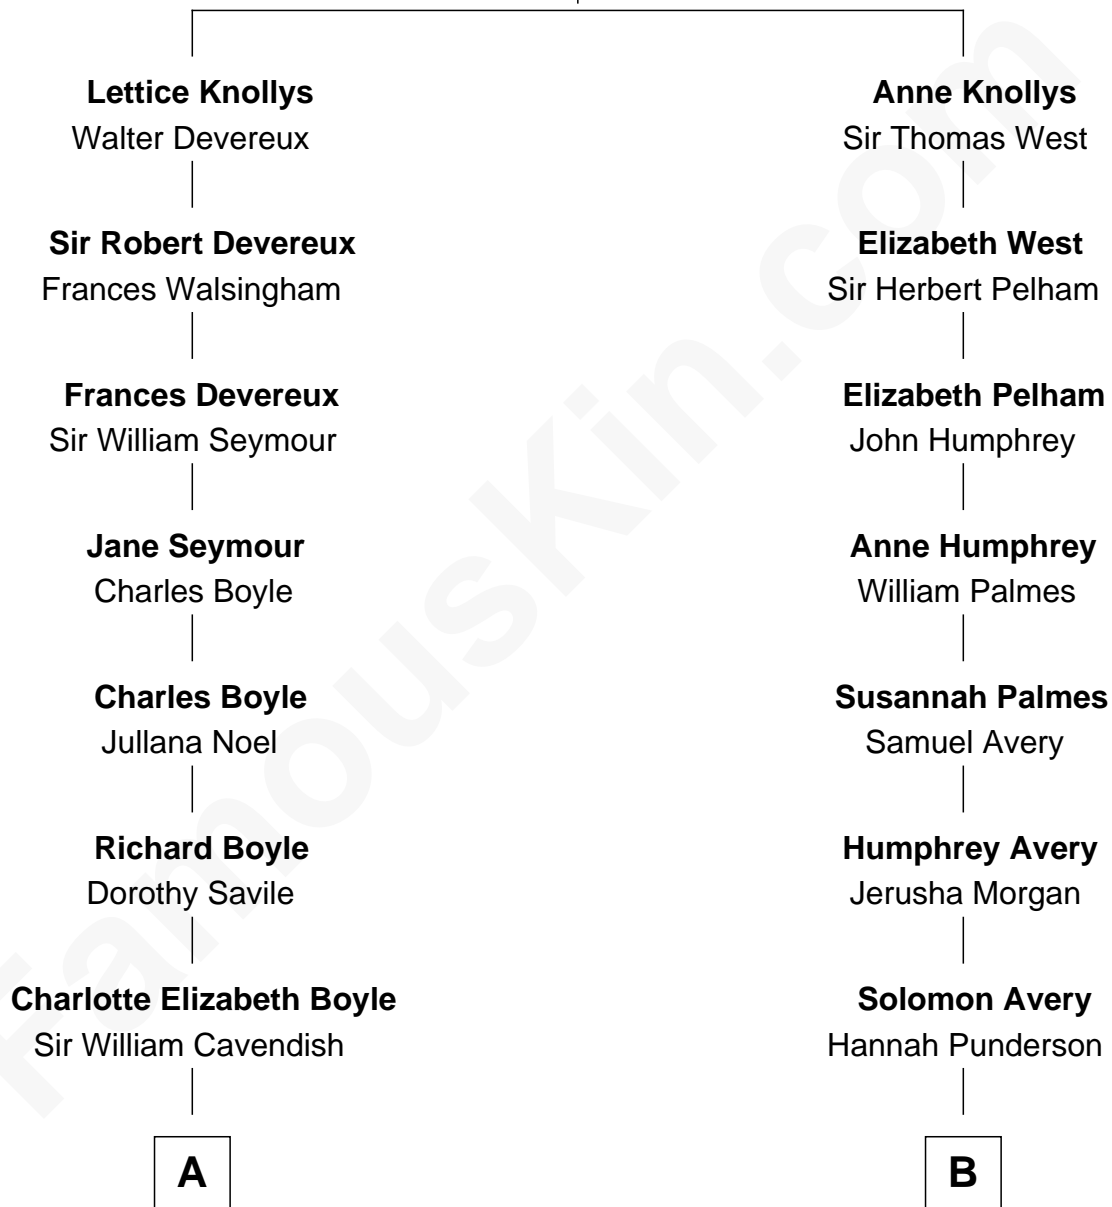 Lettice Knollys
Walter Devereux
Sir Robert Devereux
Frances Walsingham
Frances Devereux
Sir William Seymour
Jane Seymour
Charles Boyle
Charles Boyle
Jullana Noel
Richard Boyle
Dorothy Savile
Charlotte Elizabeth Boyle
Sir William Cavendish
A
Anne Knollys
Sir Thomas West
Elizabeth West
Sir Herbert Pelham
Elizabeth Pelham
John Humphrey
Anne Humphrey
William Palmes
Susannah Palmes
Samuel Avery
Humphrey Avery
Jerusha Morgan
Solomon Avery
Hannah Punderson
B
FamousKin.com